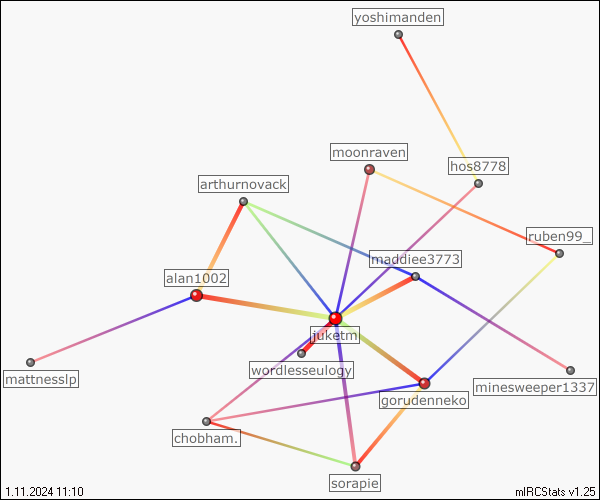 yoshimanden
moonraven
hos8778
arthurnovack
ruben99_
maddiee3773
alan1002
juketm
wordlesseulogy
mattnesslp
minesweeper1337
gorudenneko
chobham.
sorapie
1.11.2024 11:10
mIRCStats v1.25